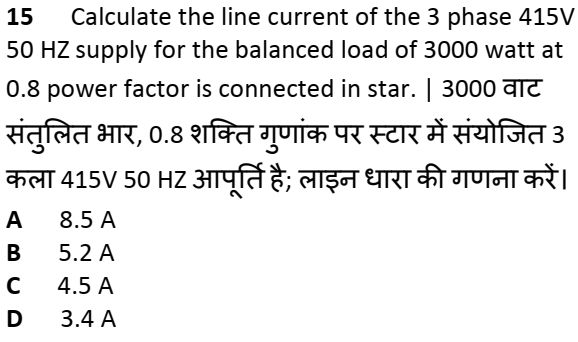 15 Calculate the line current of the 3 phase 415V
50 HZ supply for the balanced load of 3000 watt at
0.8 power factor is connected in star. | 3000 वाट
संतुलित भार, 0.8 शक्ति गुणांक पर स्टार में संयोजित 3
कला 415V 50 HZ आपूर्ति है; लाइन धारा की गणना करें।
A 8.5 A
B 5.2 A
C 4.5 A
D 3.4 A